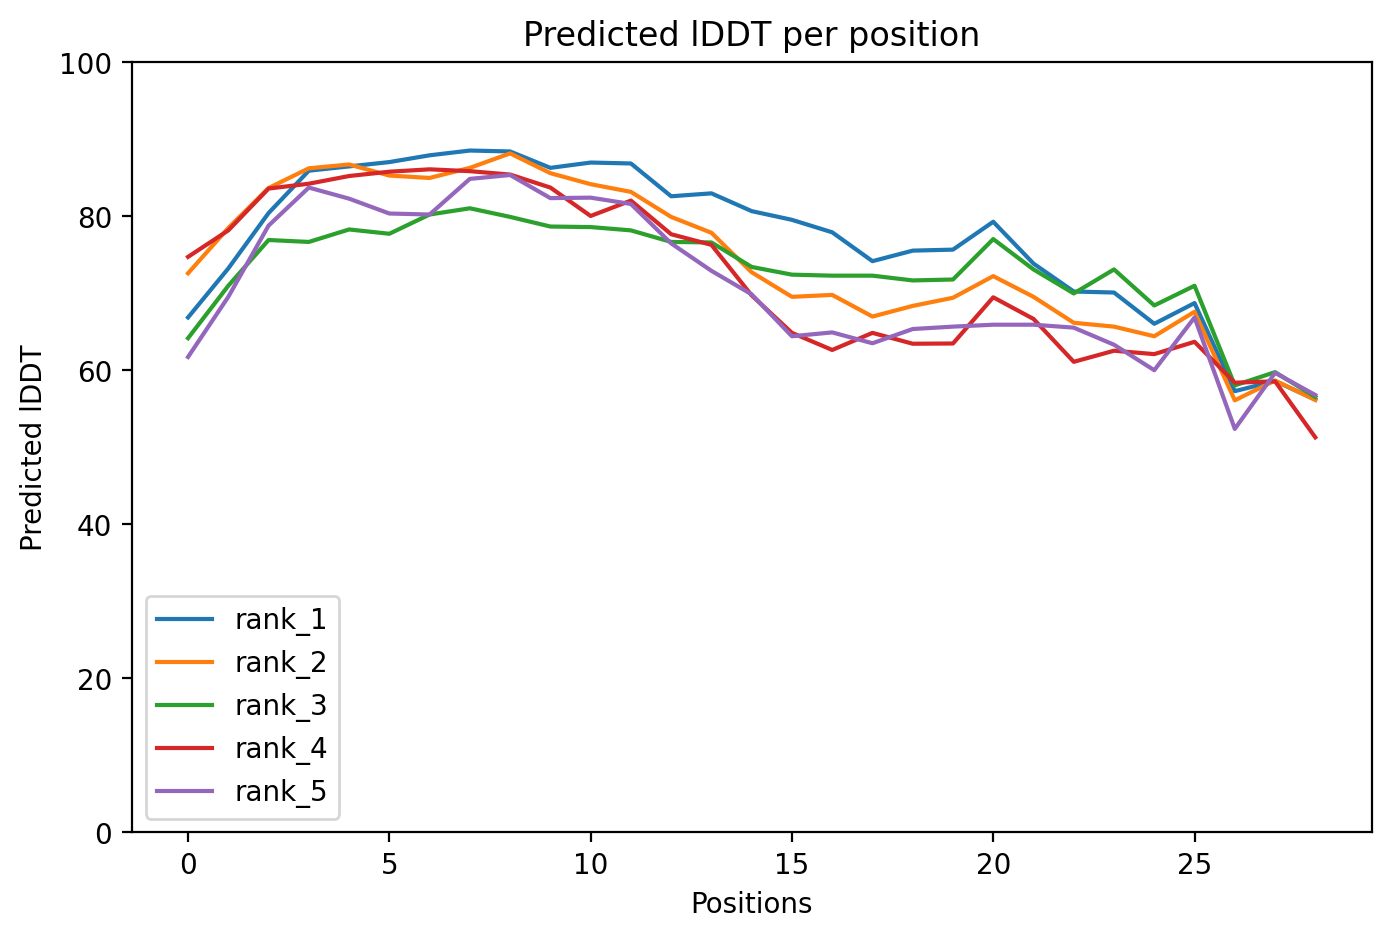 Predicted lDDT per position
100
80
60
40
20
0
Predicted lDDT
rank_1
rank_2
rank_3
rank_4
rank_5
0 5 10 15 20 25
Positions